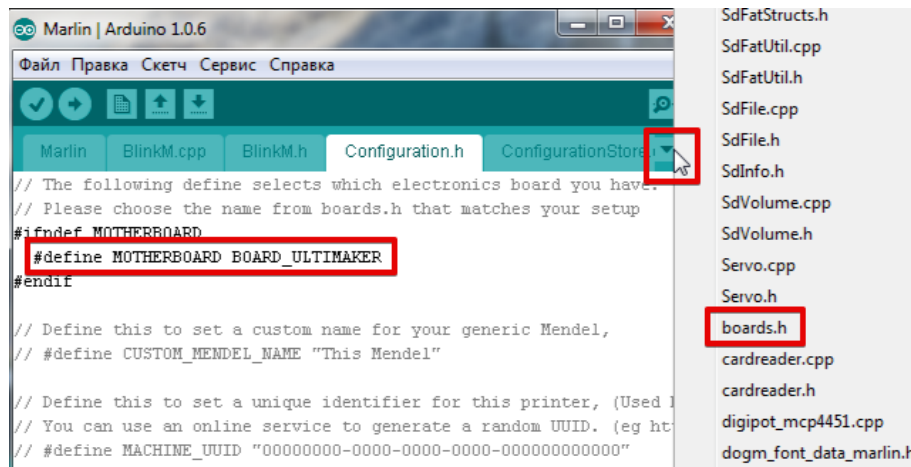 Marlin | Arduino 1.0.6
Файл Правка Скетч Сервис Справка
Marlin BlinkM.cpp BlinkM.h Configuration.h ConfigurationStore.
// The following define selects which electronics board you have.
// Please choose the name from boards.h that matches your setup
#ifndef MOTHERBOARD
#define MOTHERBOARD BOARD_ULTIMAKER
#endif
// Define this to set a custom name for your generic Mendel,
// #define CUSTOM_MENDEL_NAME "This Mendel"
// Define this to set a unique identifier for this printer, (Used
// You can use an online service to generate a random UUID. (eg ht
// #define MACHINE_UUID "00000000-0000-0000-0000-000000000000"
SdFatStructs.h
SdFatUtil.cpp
SdFatUtil.h
SdFile.cpp
SdFile.h
SdInfo.h
SdVolume.cpp
SdVolume.h
Servo.cpp
Servo.h
boards.h
cardreader.cpp
cardreader.h
digipot_mcp4451.cpp
dogm_font_data_marlin.h